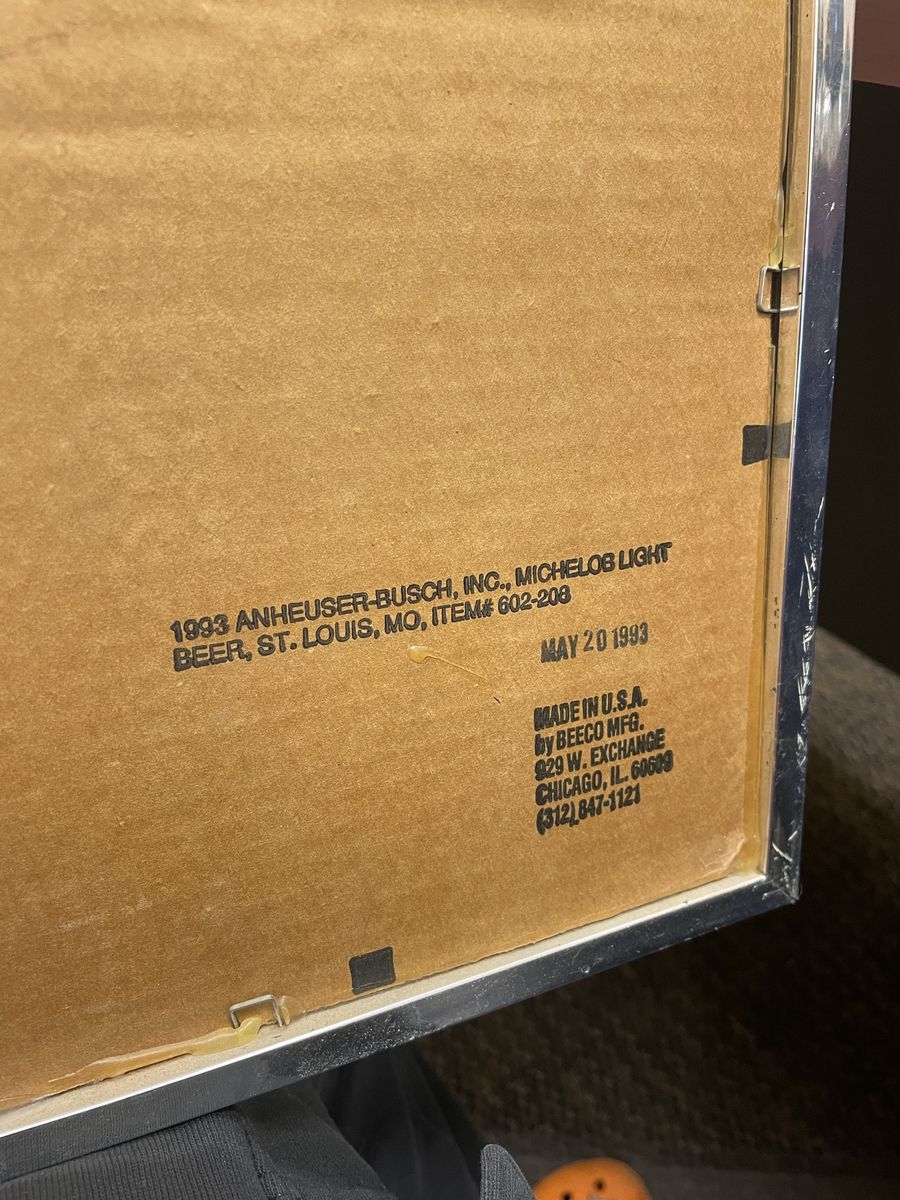 1993 ANHEUSER-BUSCH, INC., MICHELOB LIGHT
BEER, ST. LOUIS, MO, ITEM# 602-208
MAY 20 1993
MADE IN U.S.A.
by BEECO MFG.
929 W. EXCHANGE
CHICAGO, IL. 60609
(312) 847-1121